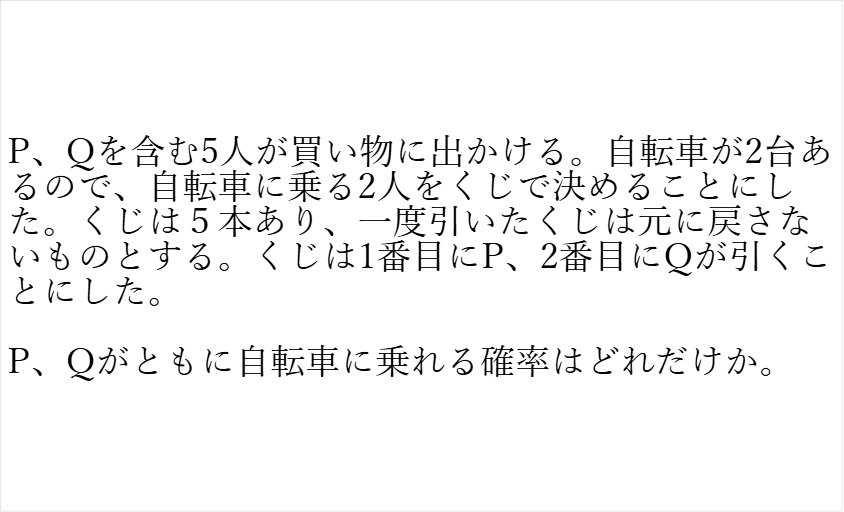 P、Qを含む5人が買い物に出かける。自転車が2台あ
るので、自転車に乗る2人をくじで決めることにし
た。くじは５本あり、一度引いたくじは元に戻さな
いものとする。くじは1番目にP、2番目にQが引くこ
とにした。
P、Qがともに自転車に乗れる確率はどれだけか。